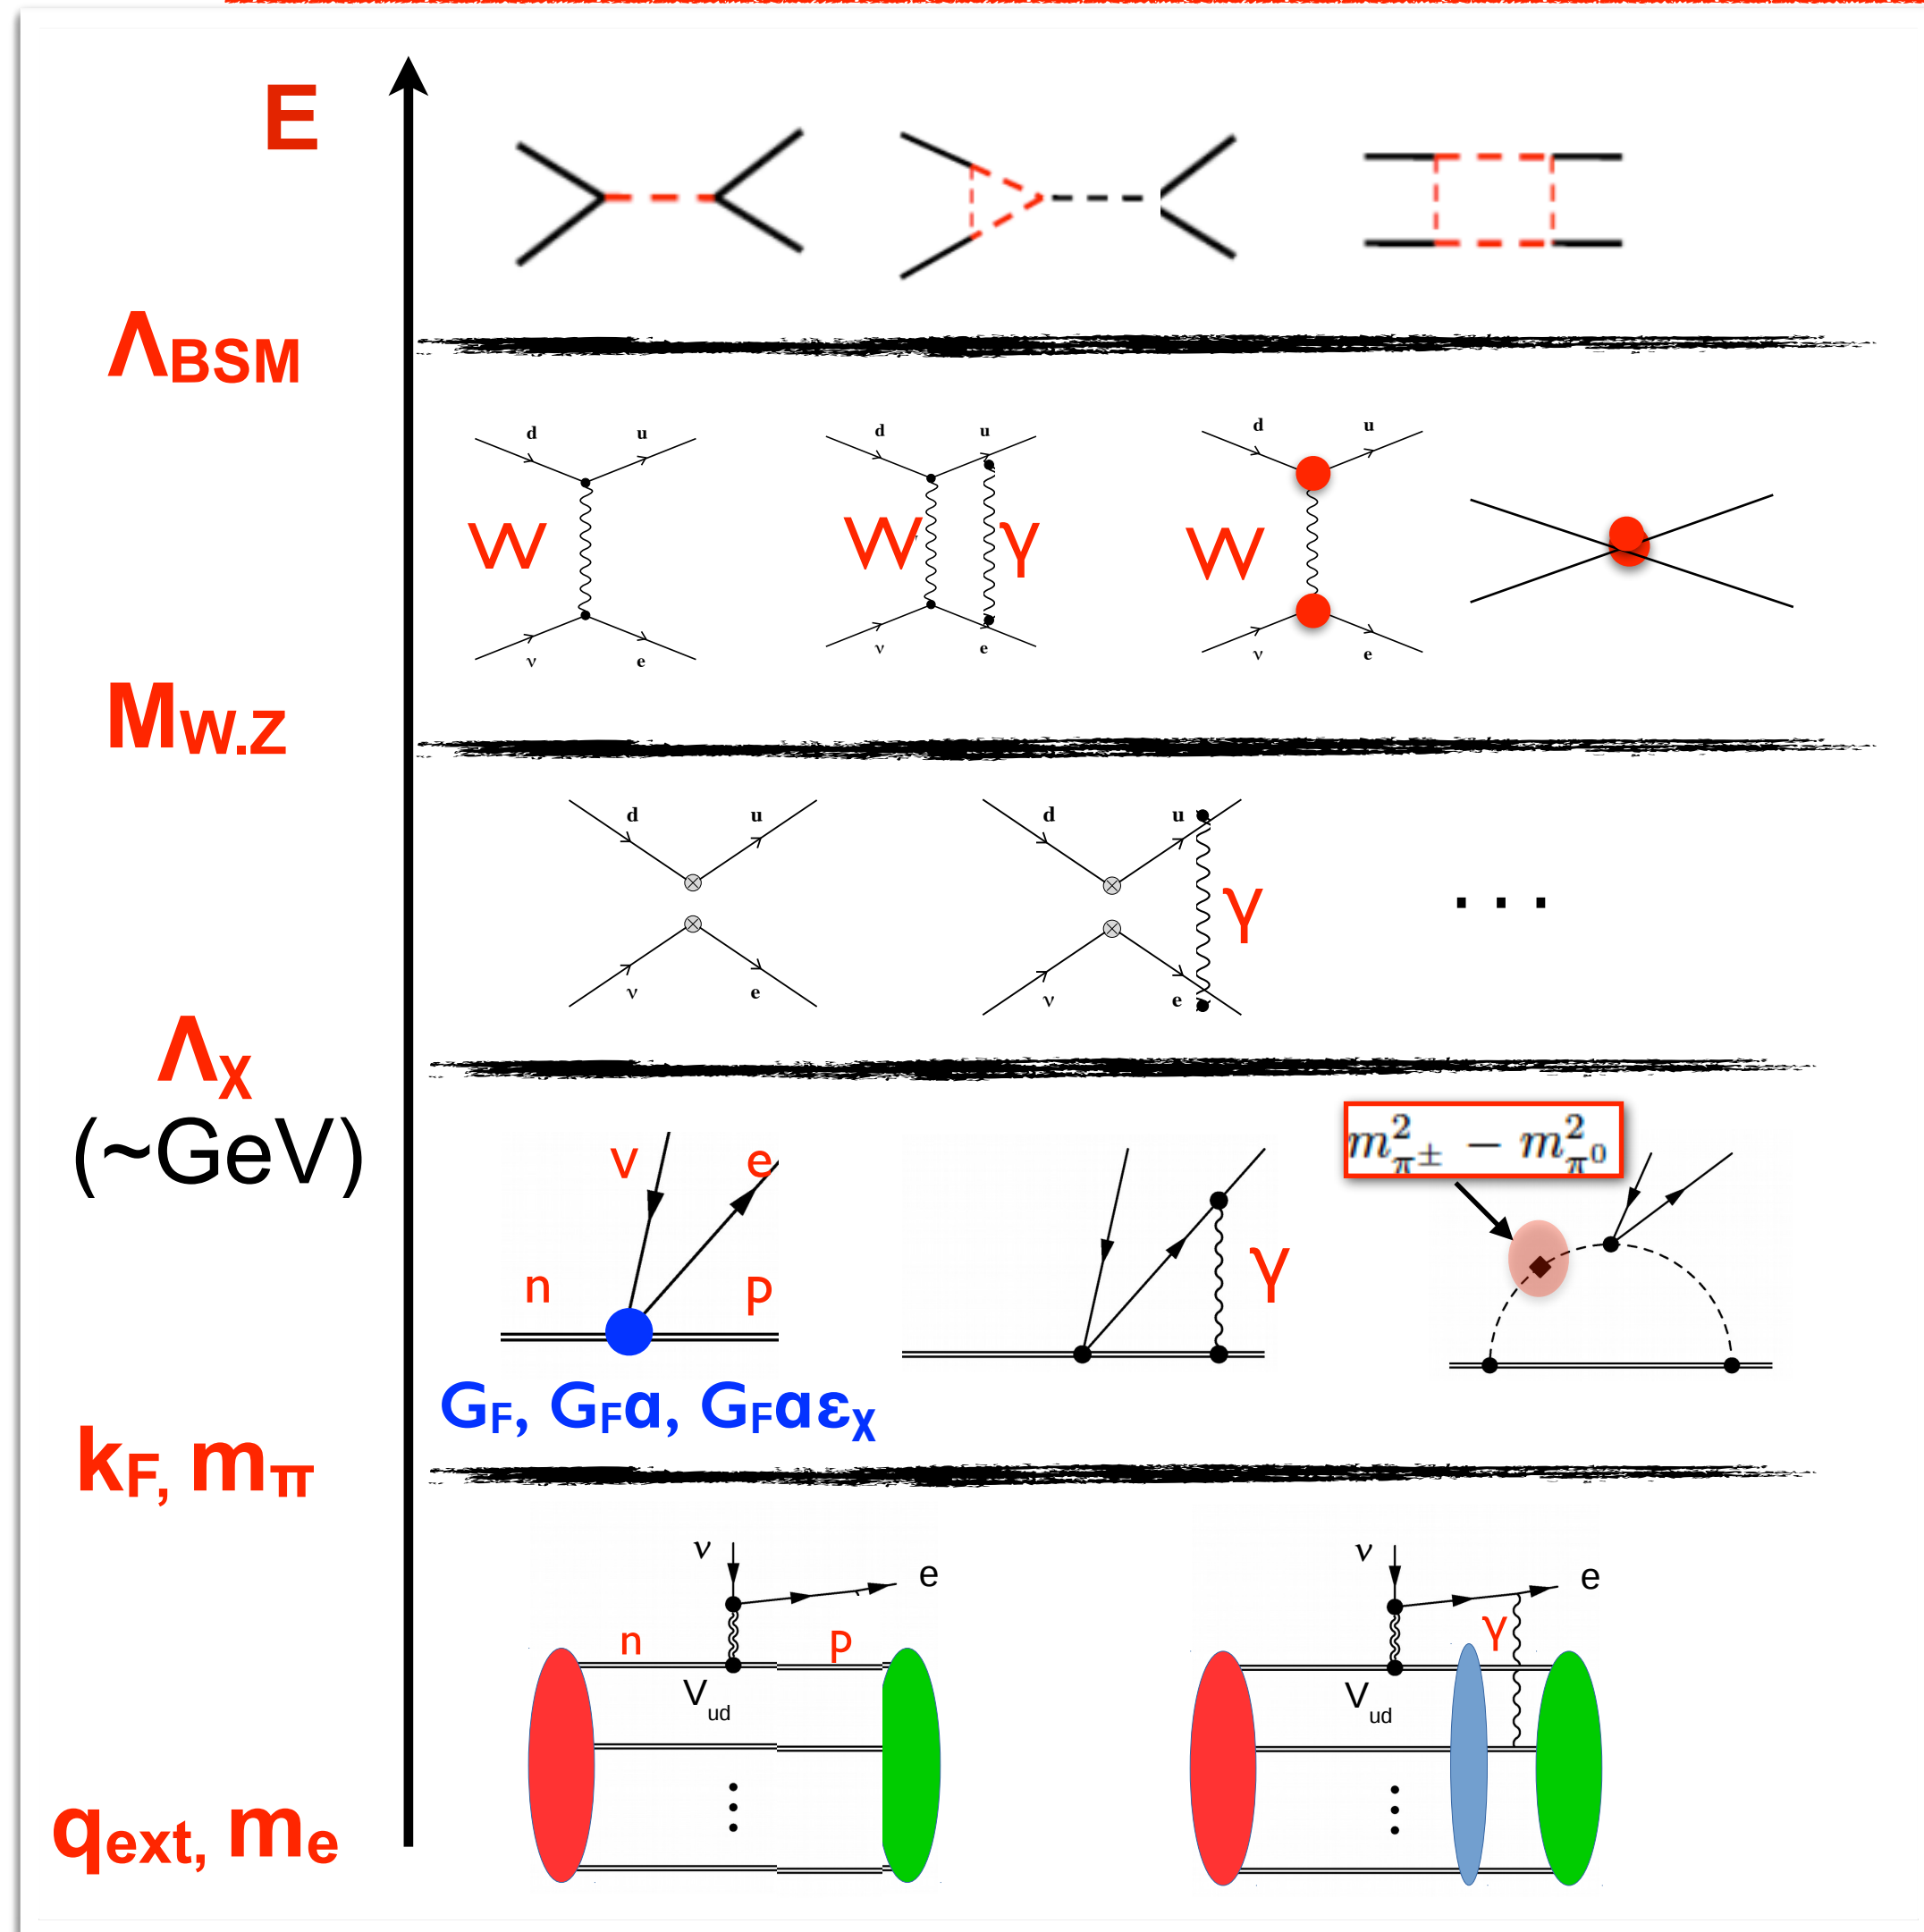 E
ΛBSM
d u d u d u
W W γ W
ν e ν e ν e
MW.Z
d u d u
γ ...
ν e ν e
Λχ
(~GeV)
m²π± − m²π⁰
ν e
n p γ
GF, GFα, GFαεχ
kF, mπ
ν e ν e
n p γ
Vud Vud
qext, me